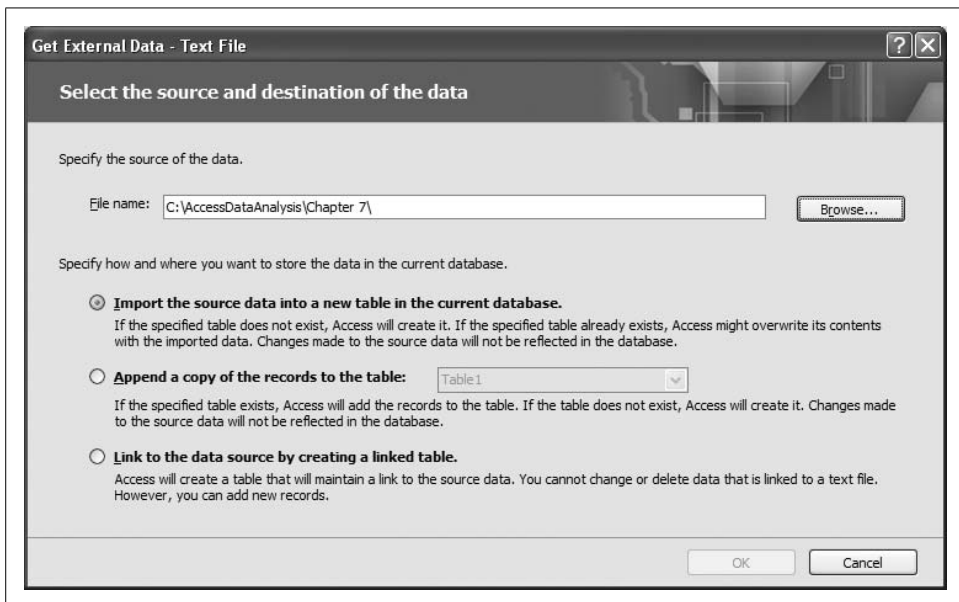 Get External Data - Text File
Select the source and destination of the data
Specify the source of the data.
File name: C:\AccessDataAnalysis\Chapter 7\ Browse...
Specify how and where you want to store the data in the current database.
Import the source data into a new table in the current database.
If the specified table does not exist, Access will create it. If the specified table already exists, Access might overwrite its contents
with the imported data. Changes made to the source data will not be reflected in the database.
Append a copy of the records to the table: Table1
If the specified table exists, Access will add the records to the table. If the table does not exist, Access will create it. Changes made
to the source data will not be reflected in the database.
Link to the data source by creating a linked table.
Access will create a table that will maintain a link to the source data. You cannot change or delete data that is linked to a text file.
However, you can add new records.
OK Cancel